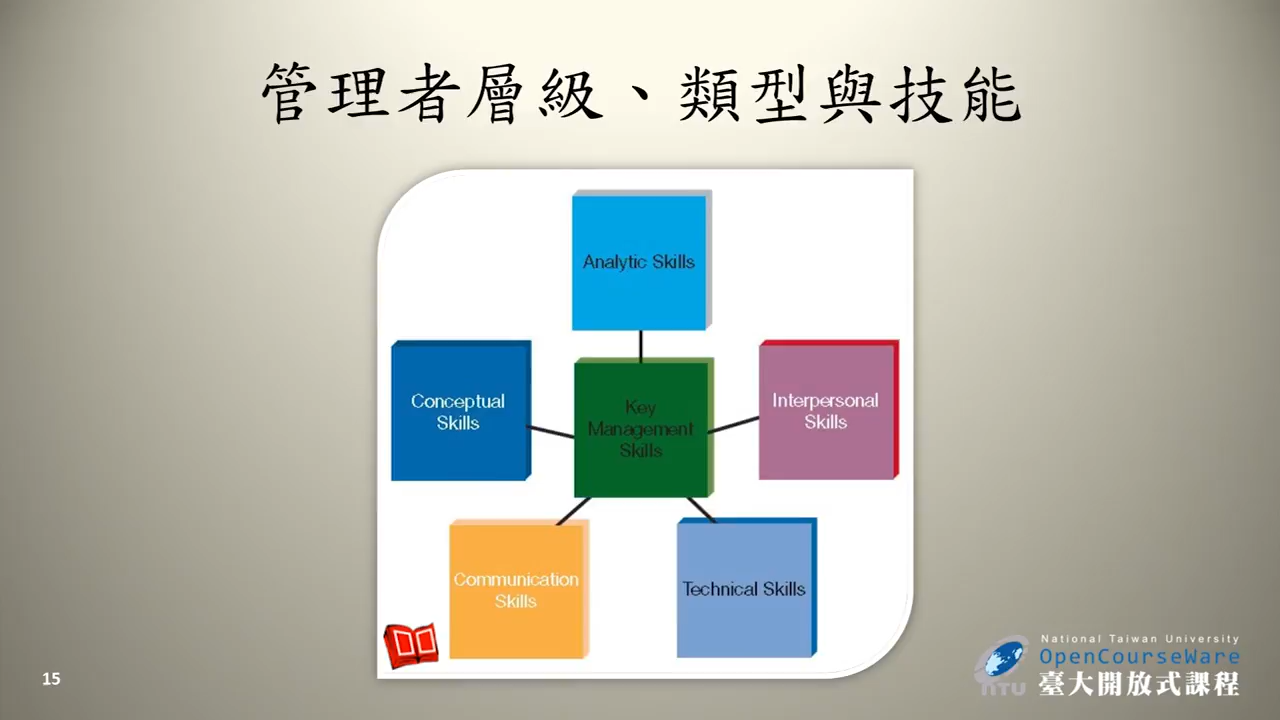 管理者層級、類型與技能
Analytic Skills
Conceptual
Skills
Key
Management
Skills
Interpersonal
Skills
Communication
Skills
Technical Skills
15
National Taiwan University
OpenCourseWare
臺大開放式課程
NTU